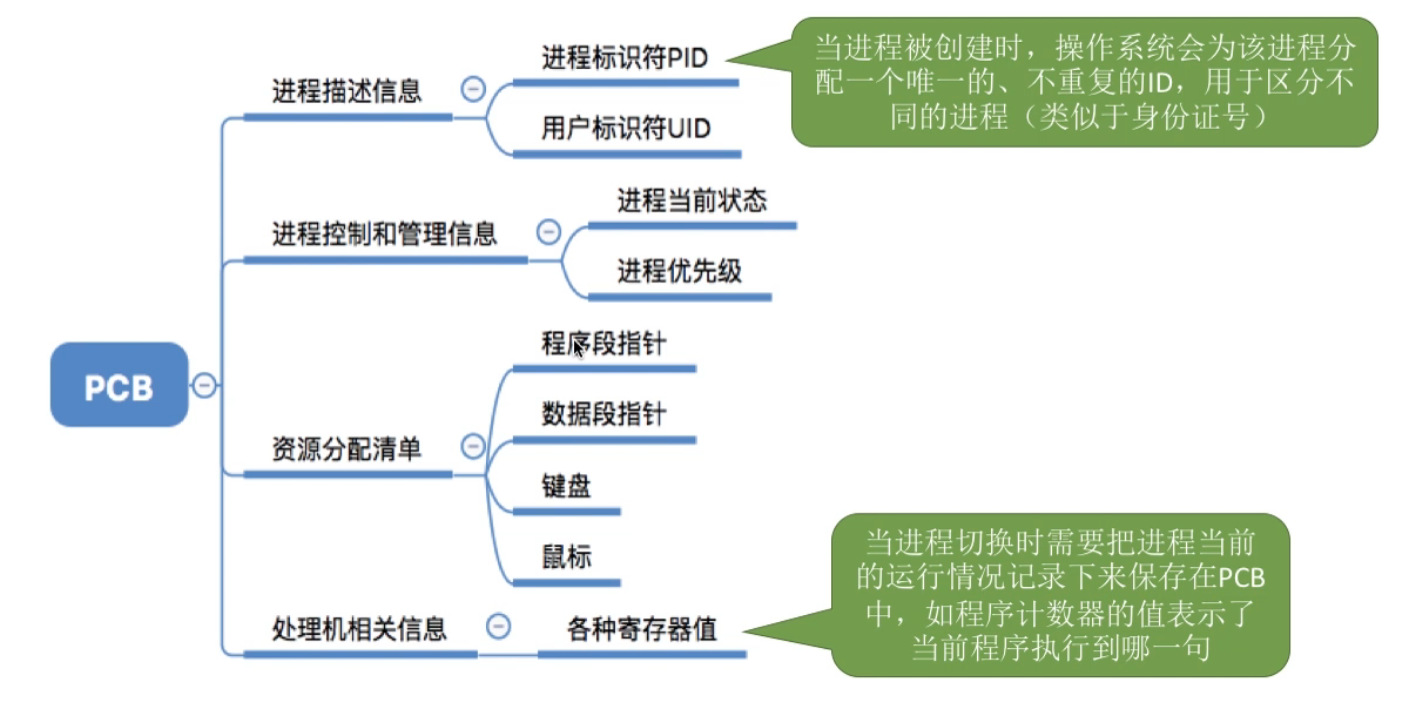 PCB
进程描述信息
进程标识符PID
当进程被创建时，操作系统会为该进程分
配一个唯一的、不重复的ID，用于区分不
同的进程（类似于身份证号）
用户标识符UID
进程控制和管理信息
进程当前状态
进程优先级
资源分配清单
程序段指针
数据段指针
键盘
鼠标
处理机相关信息
各种寄存器值
当进程切换时需要把进程当前
的运行情况记录下来保存在PCB
中，如程序计数器的值表示了
当前程序执行到哪一句